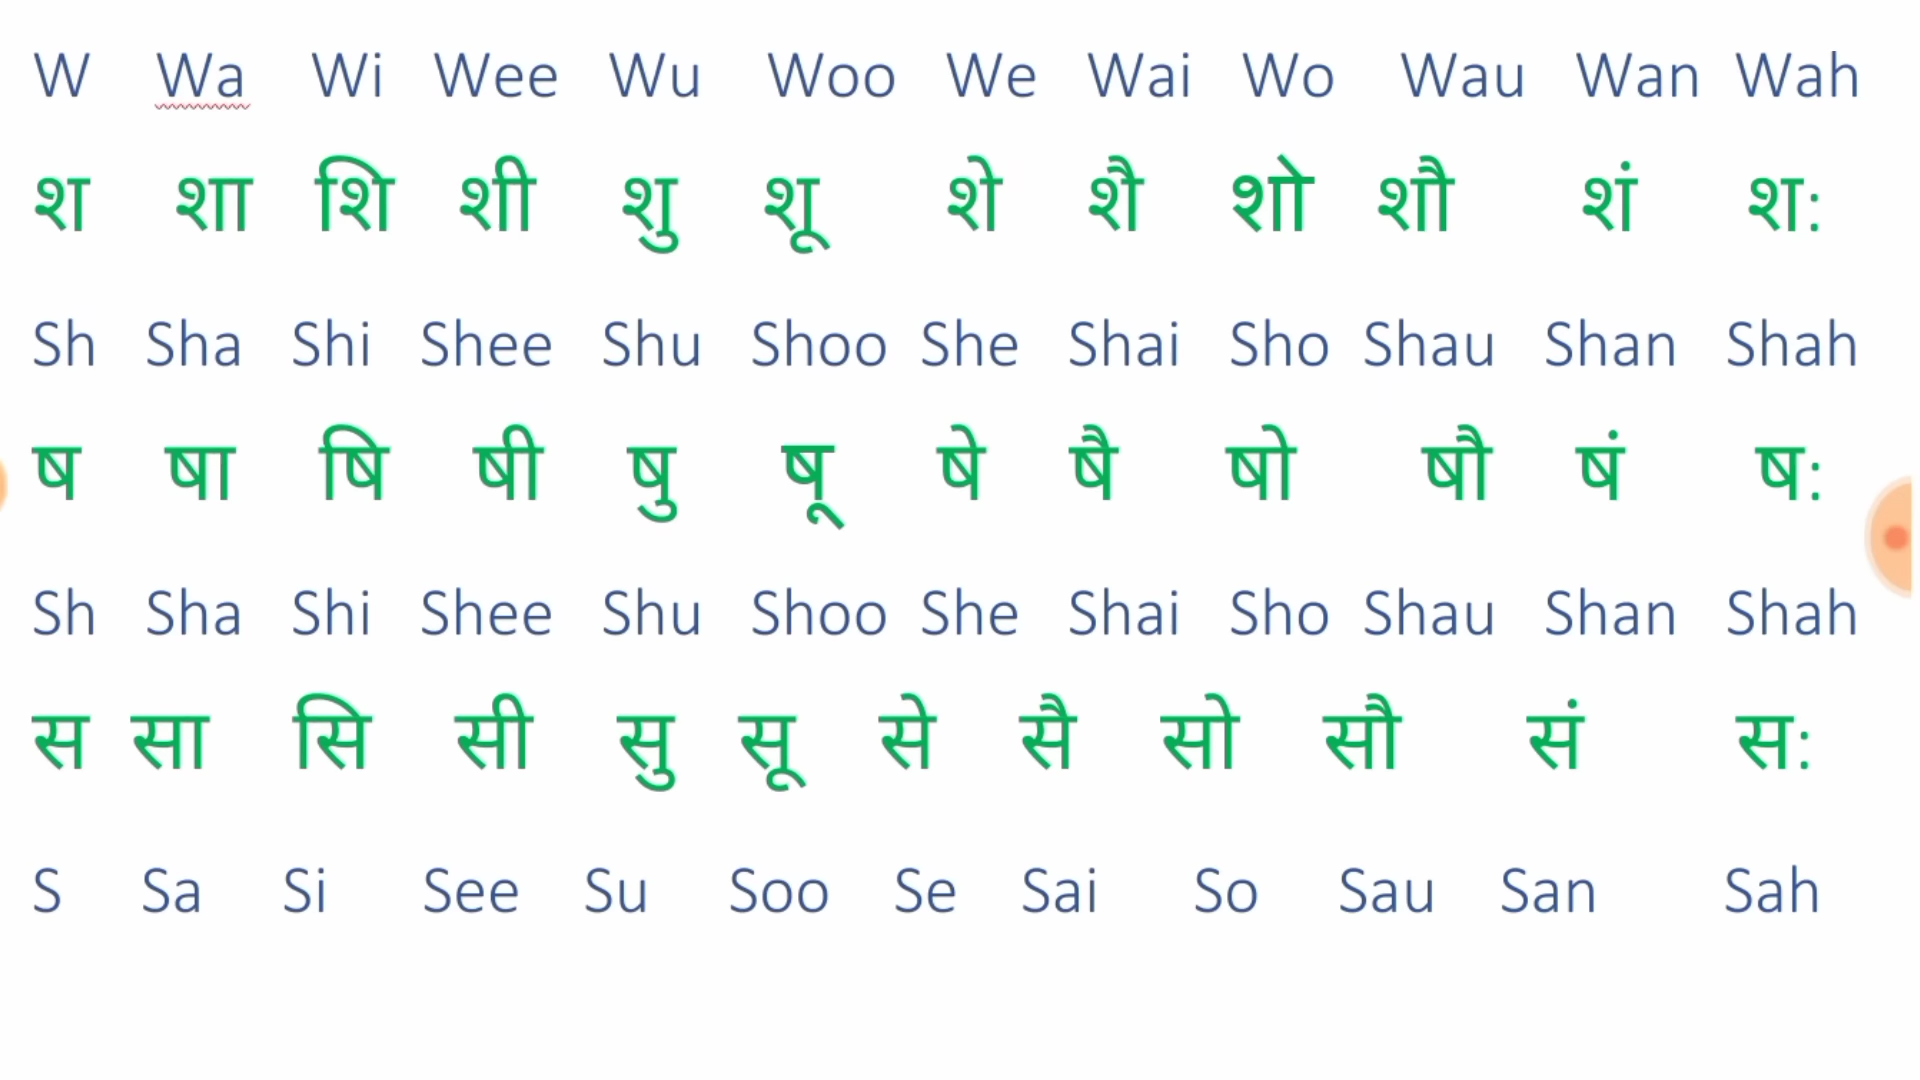 W Wa Wi Wee Wu Woo We Wai Wo Wau Wan Wah
श शा शि शी शु शू शे शै शो शौ शं श:
Sh Sha Shi Shee Shu Shoo She Shai Sho Shau Shan Shah
ष षा षि षी षु षू षे षै षो षौ षं ष:
Sh Sha Shi Shee Shu Shoo She Shai Sho Shau Shan Shah
स सा सि सी सु सू से सै सो सौ सं स:
S Sa Si See Su Soo Se Sai So Sau San Sah